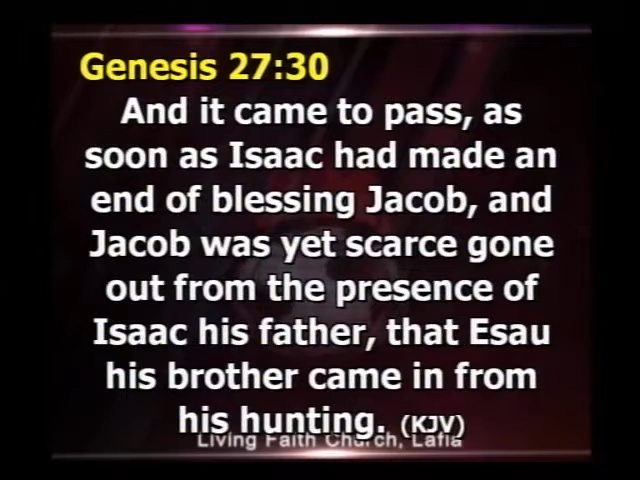 Genesis 27:30
And it came to pass, as
soon as Isaac had made an
end of blessing Jacob, and
Jacob was yet scarce gone
out from the presence of
Isaac his father, that Esau
his brother came in from
his hunting. (KJV)
Living Faith Church, Lafia